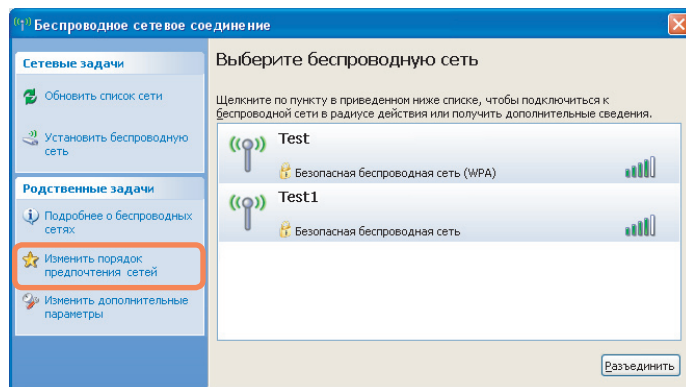 Беспроводное сетевое соединение
Сетевые задачи
Обновить список сети
Установить беспроводную
сеть
Родственные задачи
Подробнее о беспроводных
сетях
Изменить порядок
предпочтения сетей
Изменить дополнительные
параметры
Выберите беспроводную сеть
Щелкните по пункту в приведенном ниже списке, чтобы подключиться к
беспроводной сети в радиусе действия или получить дополнительные сведения.
Test
Безопасная беспроводная сеть (WPA)
Test1
Безопасная беспроводная сеть
Разъединить